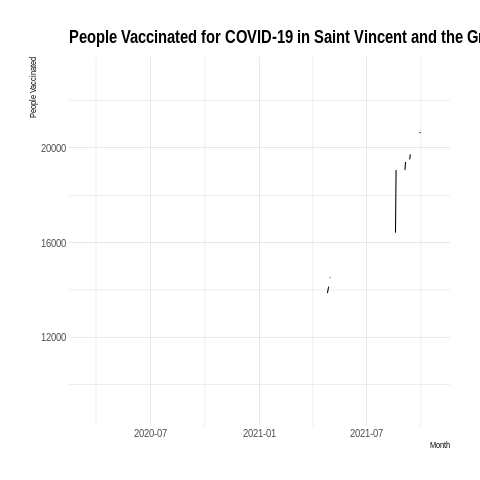 People Vaccinated for COVID-19 in Saint Vincent and the Gr
People Vaccinated
20000
16000
12000
2020-07
2021-01
2021-07
Month